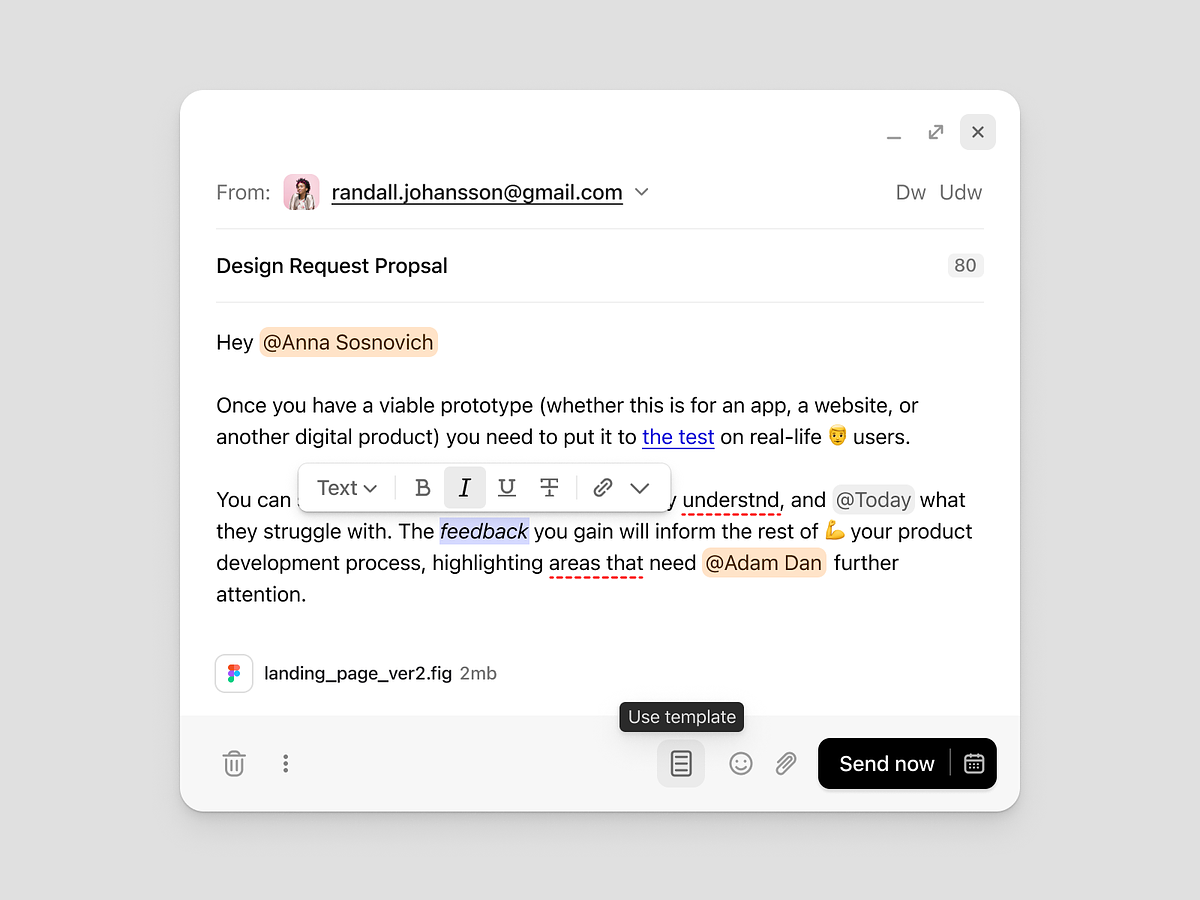 From: randall.johansson@gmail.com Dw Udw
Design Request Propsal 80
Hey @Anna Sosnovich
Once you have a viable prototype (whether this is for an app, a website, or
another digital product) you need to put it to the test on real-life 👨 users.
Text B I U T
You can understnd, and @Today what
they struggle with. The feedback you gain will inform the rest of 💪 your product
development process, highlighting areas that need @Adam Dan further
attention.
landing_page_ver2.fig 2mb
Use template
Send now